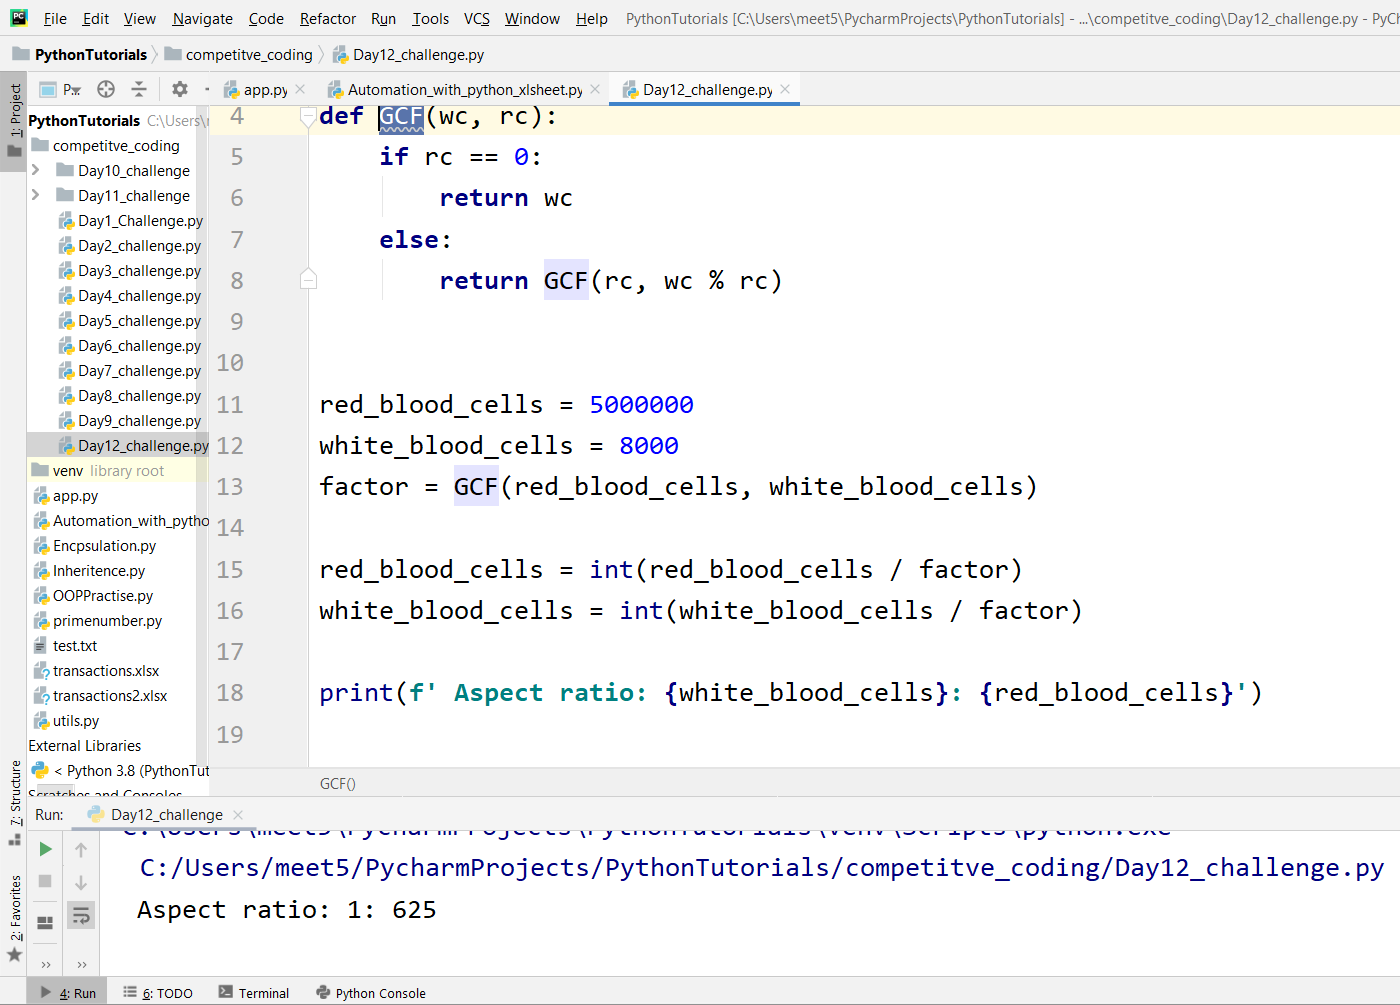 File Edit View Navigate Code Refactor Run Tools VCS Window Help PythonTutorials [C:\Users\meet5\PycharmProjects\PythonTutorials] - ...\competitve_coding\Day12_challenge.py - PyC
PythonTutorials competitve_coding Day12_challenge.py
1: Project
P...
app.py
Automation_with_python_xlsheet.py
Day12_challenge.py
PythonTutorials C:\Users\
competitve_coding
Day10_challenge
Day11_challenge
Day1_Challenge.py
Day2_challenge.py
Day3_challenge.py
Day4_challenge.py
Day5_challenge.py
Day6_challenge.py
Day7_challenge.py
Day8_challenge.py
Day9_challenge.py
Day12_challenge.py
venv library root
app.py
Automation_with_pytho
Encpsulation.py
Inheritence.py
OOPPractise.py
primenumber.py
test.txt
transactions.xlsx
transactions2.xlsx
utils.py
External Libraries
< Python 3.8 (PythonTut
Scratches and Consoles
4 def GCF(wc, rc):
5 if rc == 0:
6 return wc
7 else:
8 return GCF(rc, wc % rc)
9
10
11 red_blood_cells = 5000000
12 white_blood_cells = 8000
13 factor = GCF(red_blood_cells, white_blood_cells)
14
15 red_blood_cells = int(red_blood_cells / factor)
16 white_blood_cells = int(white_blood_cells / factor)
17
18 print(f' Aspect ratio: {white_blood_cells}: {red_blood_cells}')
19
GCF()
7: Structure
2: Favorites
Run: Day12_challenge
C:\Users\meet5\PycharmProjects\PythonTutorials\venv\Scripts\python.exe
C:/Users/meet5/PycharmProjects/PythonTutorials/competitve_coding/Day12_challenge.py
Aspect ratio: 1: 625
4: Run 6: TODO Terminal Python Console